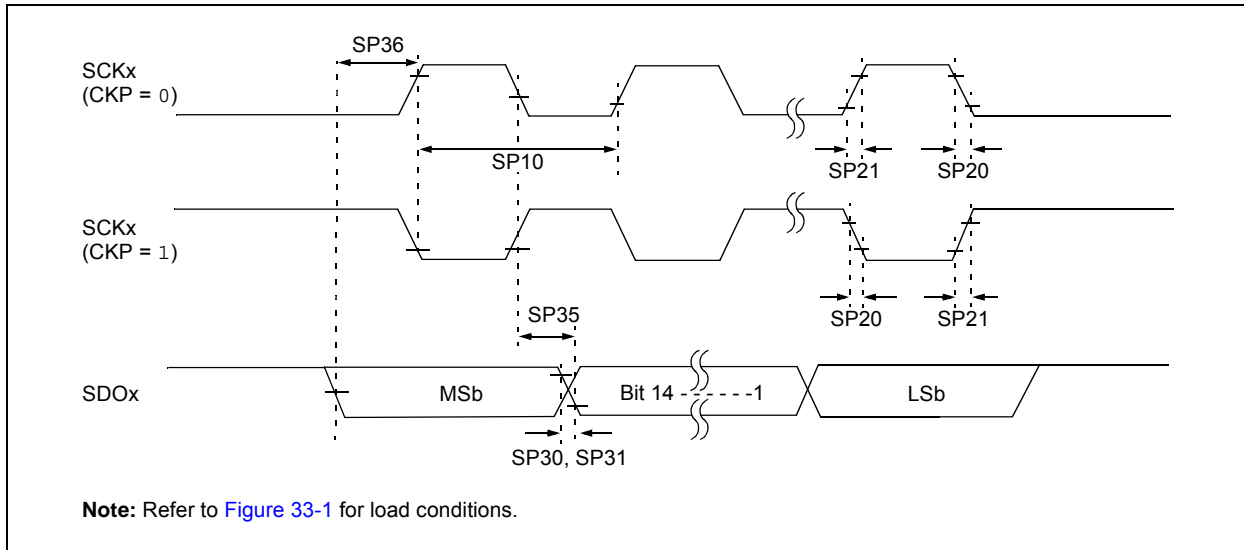 SP36
SCKx
(CKP = 0)
SP10
SP21
SP20
SCKx
(CKP = 1)
SP35
SP20
SP21
SDOx
MSb
Bit 14 - - - - - -1
LSb
SP30, SP31
Note: Refer to Figure 33-1 for load conditions.